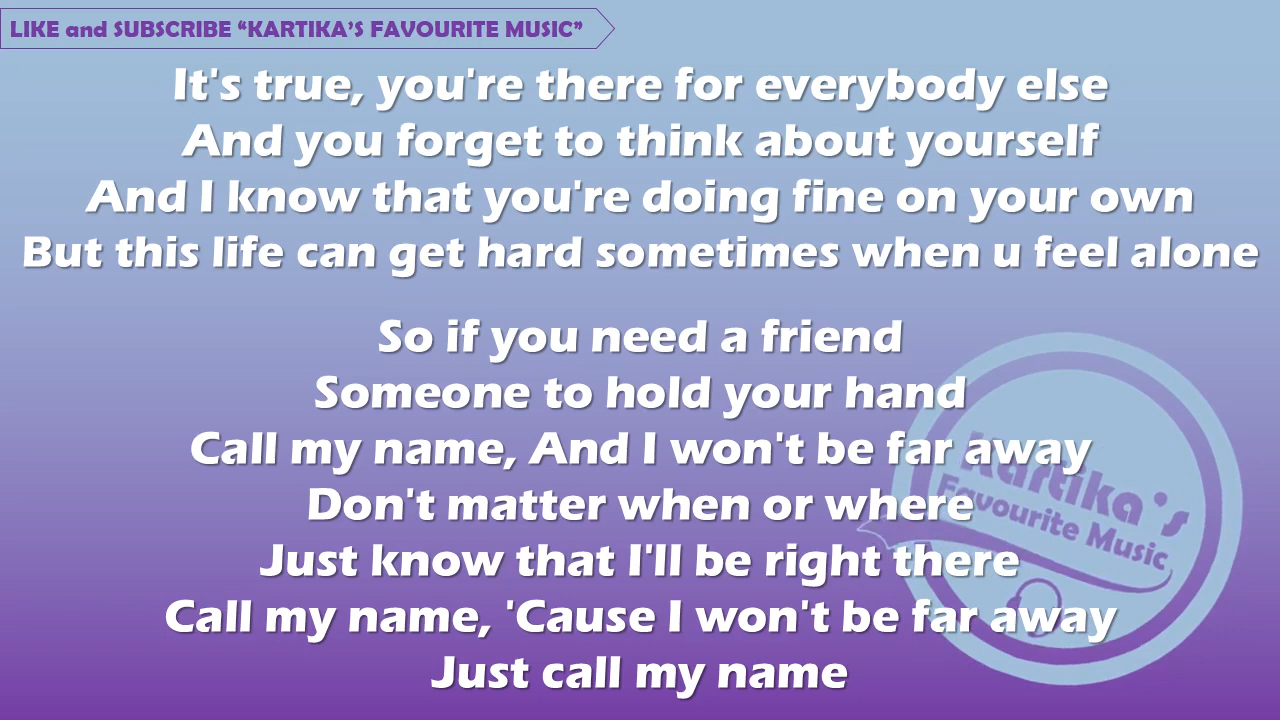 LIKE and SUBSCRIBE “KARTIKA’S FAVOURITE MUSIC”
It's true, you're there for everybody else
And you forget to think about yourself
And I know that you're doing fine on your own
But this life can get hard sometimes when u feel alone
So if you need a friend
Someone to hold your hand
Call my name, And I won't be far away
Don't matter when or where
Just know that I'll be right there
Call my name, 'Cause I won't be far away
Just call my name
Kartika's
Favourite Music